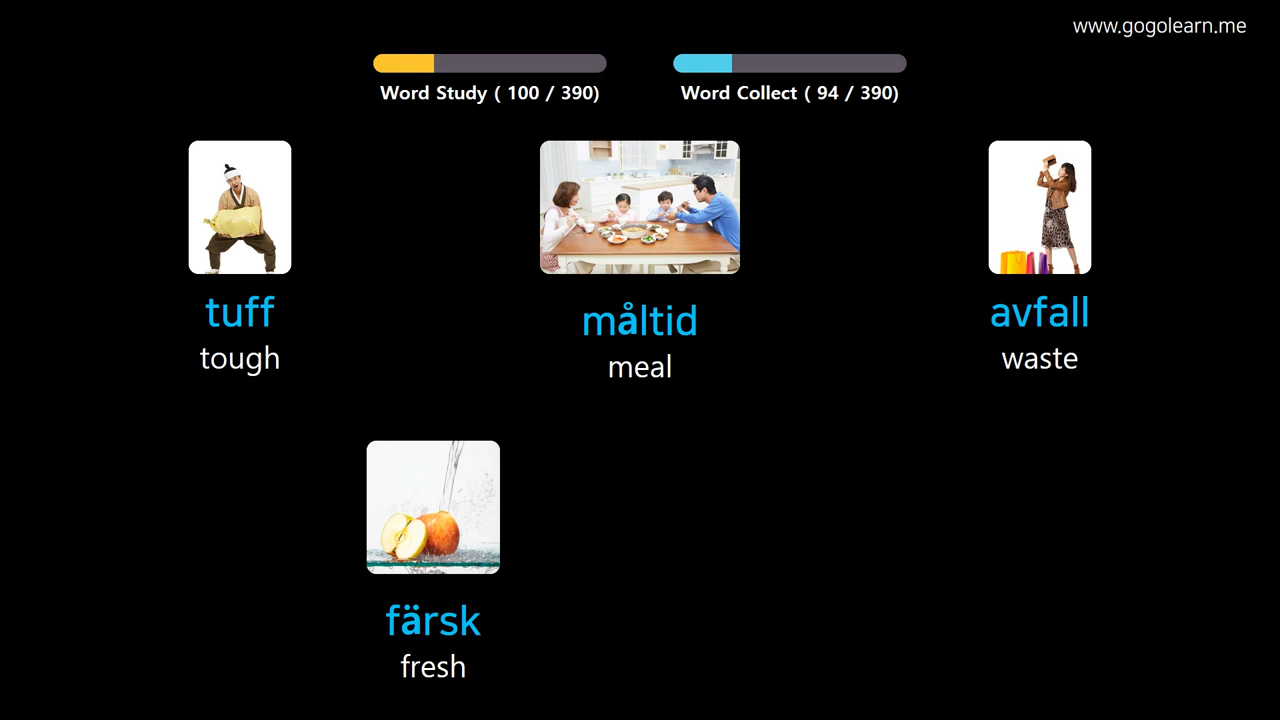 www.gogolearn.me
Word Study ( 100 / 390)
Word Collect ( 94 / 390)
tuff
tough
måltid
meal
avfall
waste
färsk
fresh